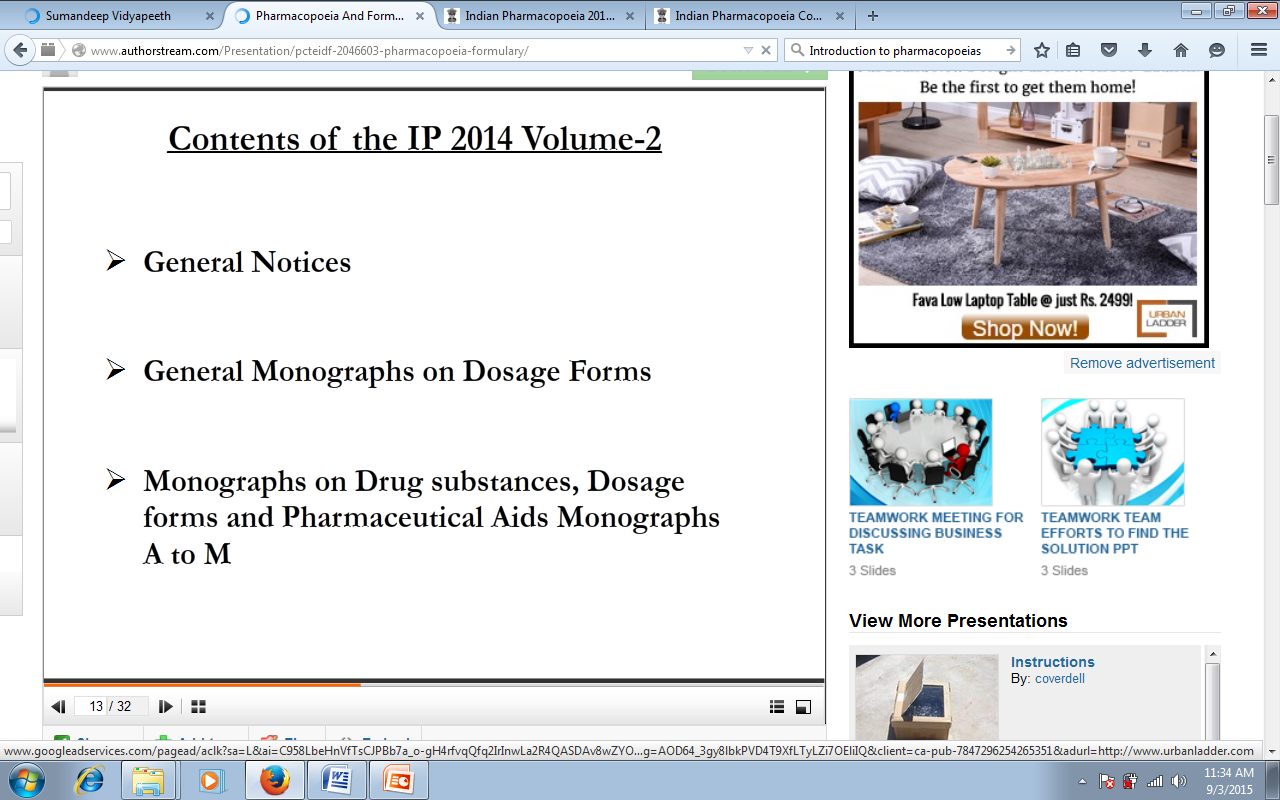 Sumandeep Vidyapeeth
Pharmacopoeia And Form...
Indian Pharmacopoeia 201...
Indian Pharmacopoeia Co...
www.authorstream.com/Presentation/pcteidf-2046603-pharmacopoeia-formulary/
Introduction to pharmacopoeias
Contents of the IP 2014 Volume-2
General Notices
General Monographs on Dosage Forms
Monographs on Drug substances, Dosage
forms and Pharmaceutical Aids Monographs
A to M
13 / 32
Be the first to get them home!
Fava Low Laptop Table @ just Rs. 2499!
Shop Now!
URBAN
LADDER
Remove advertisement
TEAMWORK MEETING FOR
DISCUSSING BUSINESS
TASK
3 Slides
TEAMWORK TEAM
EFFORTS TO FIND THE
SOLUTION PPT
3 Slides
View More Presentations
Instructions
By: coverdell
11:34 AM
9/3/2015